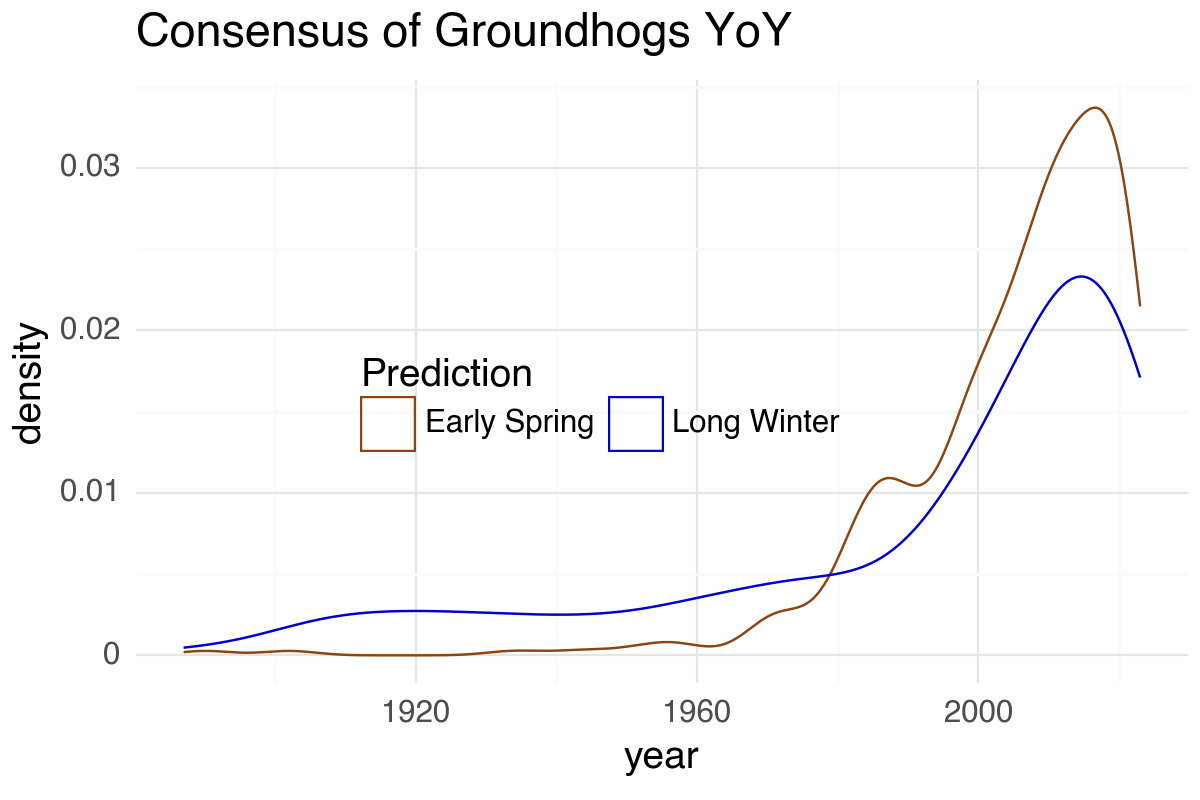 Consensus of Groundhogs YoY
0.03
0.02
0.01
0
density
Prediction
Early Spring Long Winter
1920 1960 2000
year